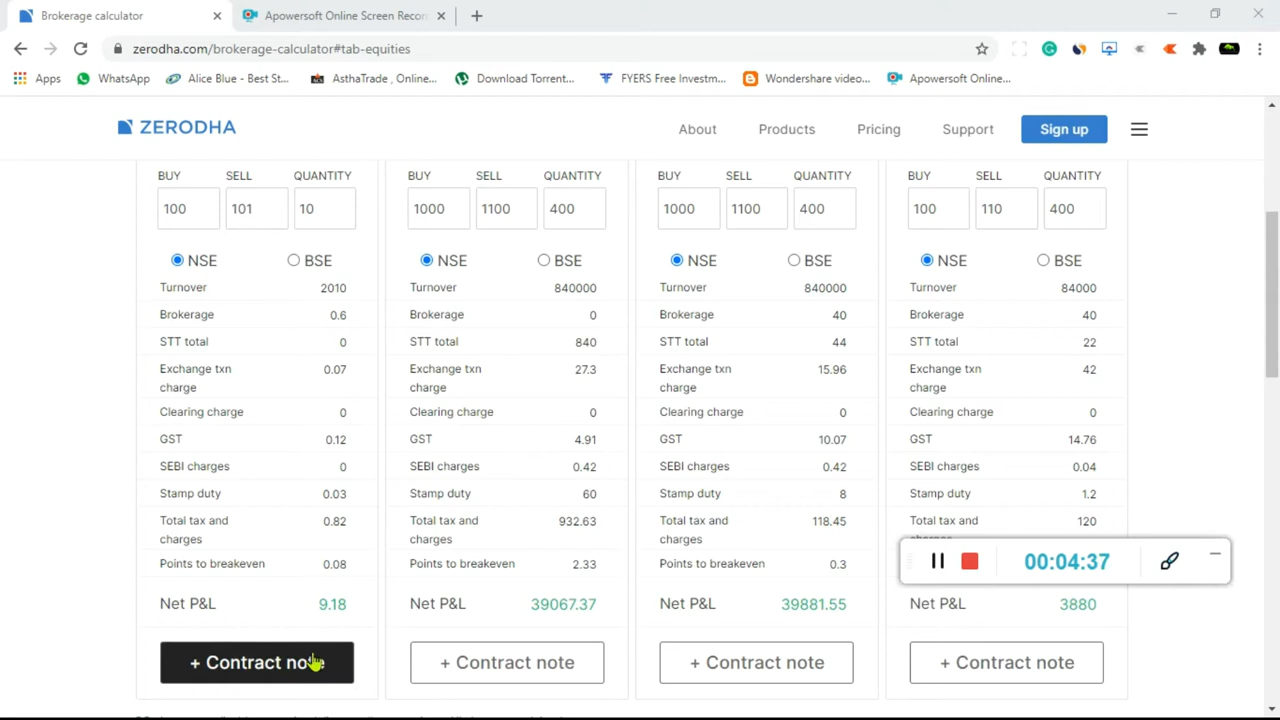 Brokerage calculator
Apowersoft Online Screen Recor
zerodha.com/brokerage-calculator#tab-equities
Apps
WhatsApp
Alice Blue - Best St...
AsthaTrade , Online...
Download Torrent...
FYERS Free Investm...
Wondershare video...
Apowersoft Online...
ZERODHA
About
Products
Pricing
Support
Sign up
BUY SELL QUANTITY
100 101 10
NSE BSE
Turnover 2010
Brokerage 0.6
STT total 0
Exchange txn
charge 0.07
Clearing charge 0
GST 0.12
SEBI charges 0
Stamp duty 0.03
Total tax and
charges 0.82
Points to breakeven 0.08
Net P&L 9.18
+ Contract note
BUY SELL QUANTITY
1000 1100 400
NSE BSE
Turnover 840000
Brokerage 0
STT total 840
Exchange txn
charge 27.3
Clearing charge 0
GST 4.91
SEBI charges 0.42
Stamp duty 60
Total tax and
charges 932.63
Points to breakeven 2.33
Net P&L 39067.37
+ Contract note
BUY SELL QUANTITY
1000 1100 400
NSE BSE
Turnover 840000
Brokerage 40
STT total 44
Exchange txn
charge 15.96
Clearing charge 0
GST 10.07
SEBI charges 0.42
Stamp duty 8
Total tax and
charges 118.45
Points to breakeven 0.3
Net P&L 39881.55
+ Contract note
BUY SELL QUANTITY
100 110 400
NSE BSE
Turnover 84000
Brokerage 40
STT total 22
Exchange txn
charge 42
Clearing charge 0
GST 14.76
SEBI charges 0.04
Stamp duty 1.2
Total tax and 120
00:04:37
Net P&L 3880
+ Contract note